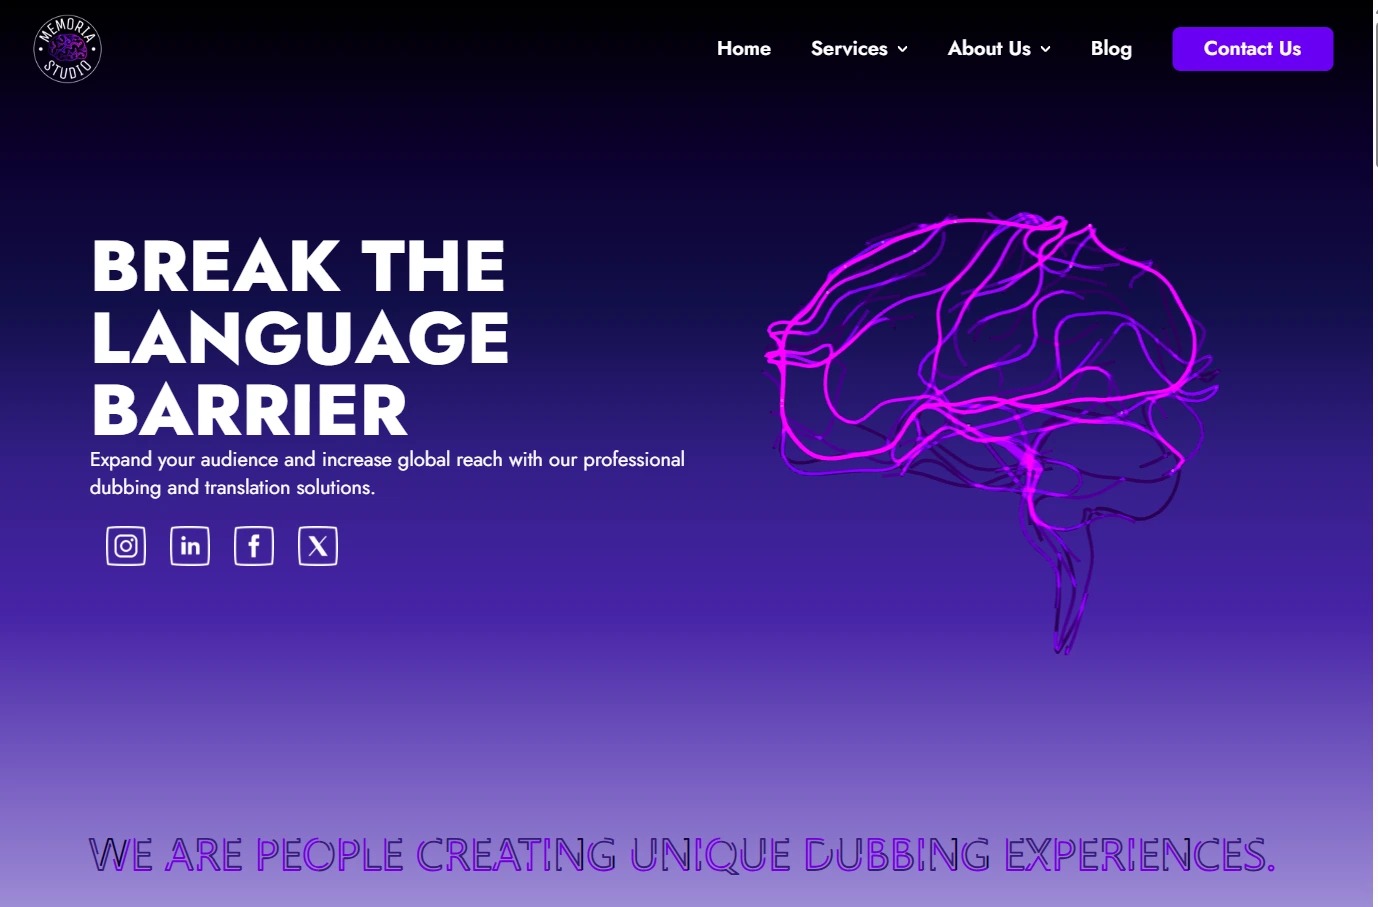 MEMORIA
STUDIO
Home
Services
About Us
Blog
Contact Us
BREAK THE
LANGUAGE
BARRIER
Expand your audience and increase global reach with our professional
dubbing and translation solutions.
in
f
X
WE ARE PEOPLE CREATING UNIQUE DUBBING EXPERIENCES.